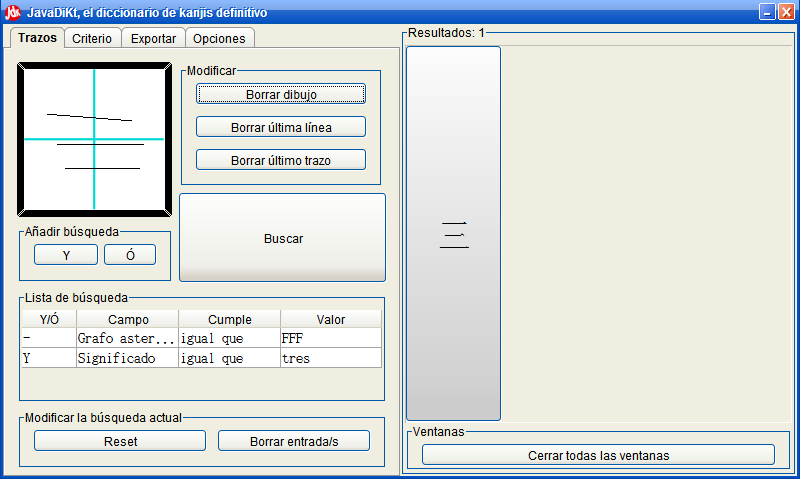 jdk JavaDiKt, el diccionario de kanjis definitivo
Trazos Criterio Exportar Opciones
Modificar
Borrar dibujo
Borrar última línea
Borrar último trazo
Añadir búsqueda
Y Ó
Buscar
Lista de búsqueda
Y/Ó Campo Cumple Valor
- Grafo aster... igual que FFF
Y Significado igual que tres
Modificar la búsqueda actual
Reset Borrar entrada/s
Resultados: 1
三
Ventanas
Cerrar todas las ventanas